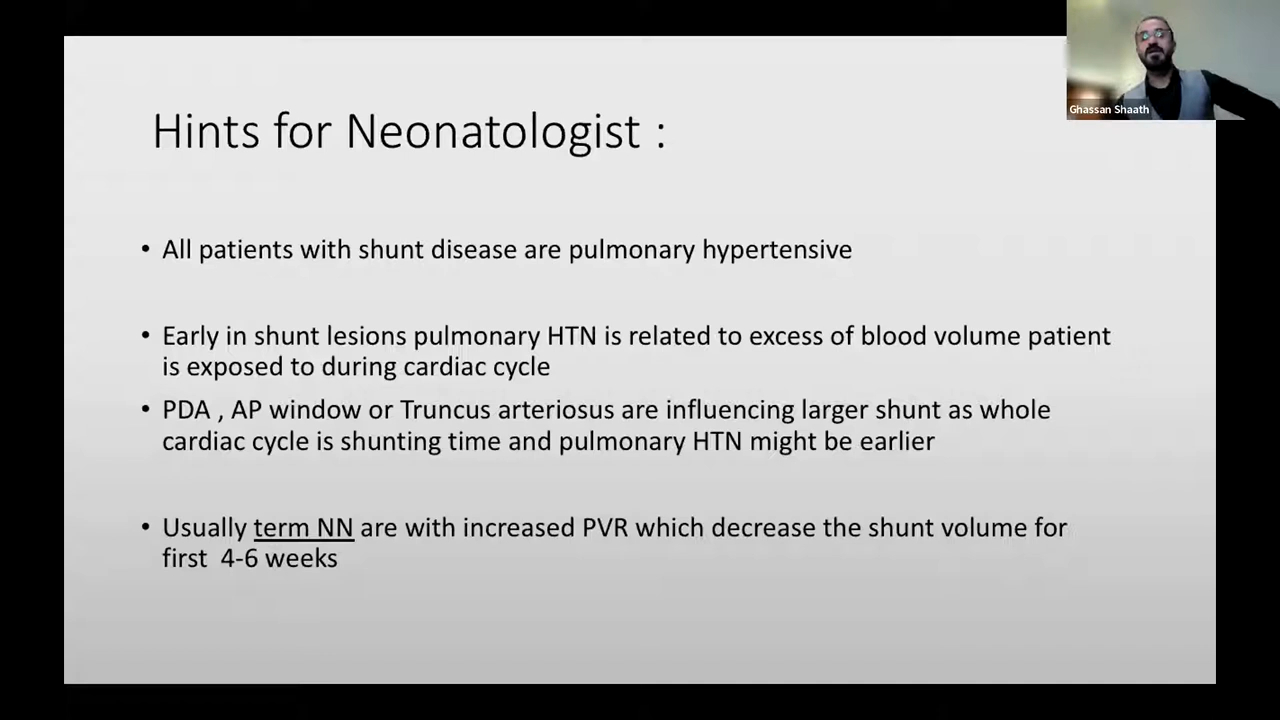 Ghassan Shaath
Hints for Neonatologist :
• All patients with shunt disease are pulmonary hypertensive
• Early in shunt lesions pulmonary HTN is related to excess of blood volume patient
is exposed to during cardiac cycle
• PDA , AP window or Truncus arteriosus are influencing larger shunt as whole
cardiac cycle is shunting time and pulmonary HTN might be earlier
• Usually term NN are with increased PVR which decrease the shunt volume for
first 4-6 weeks